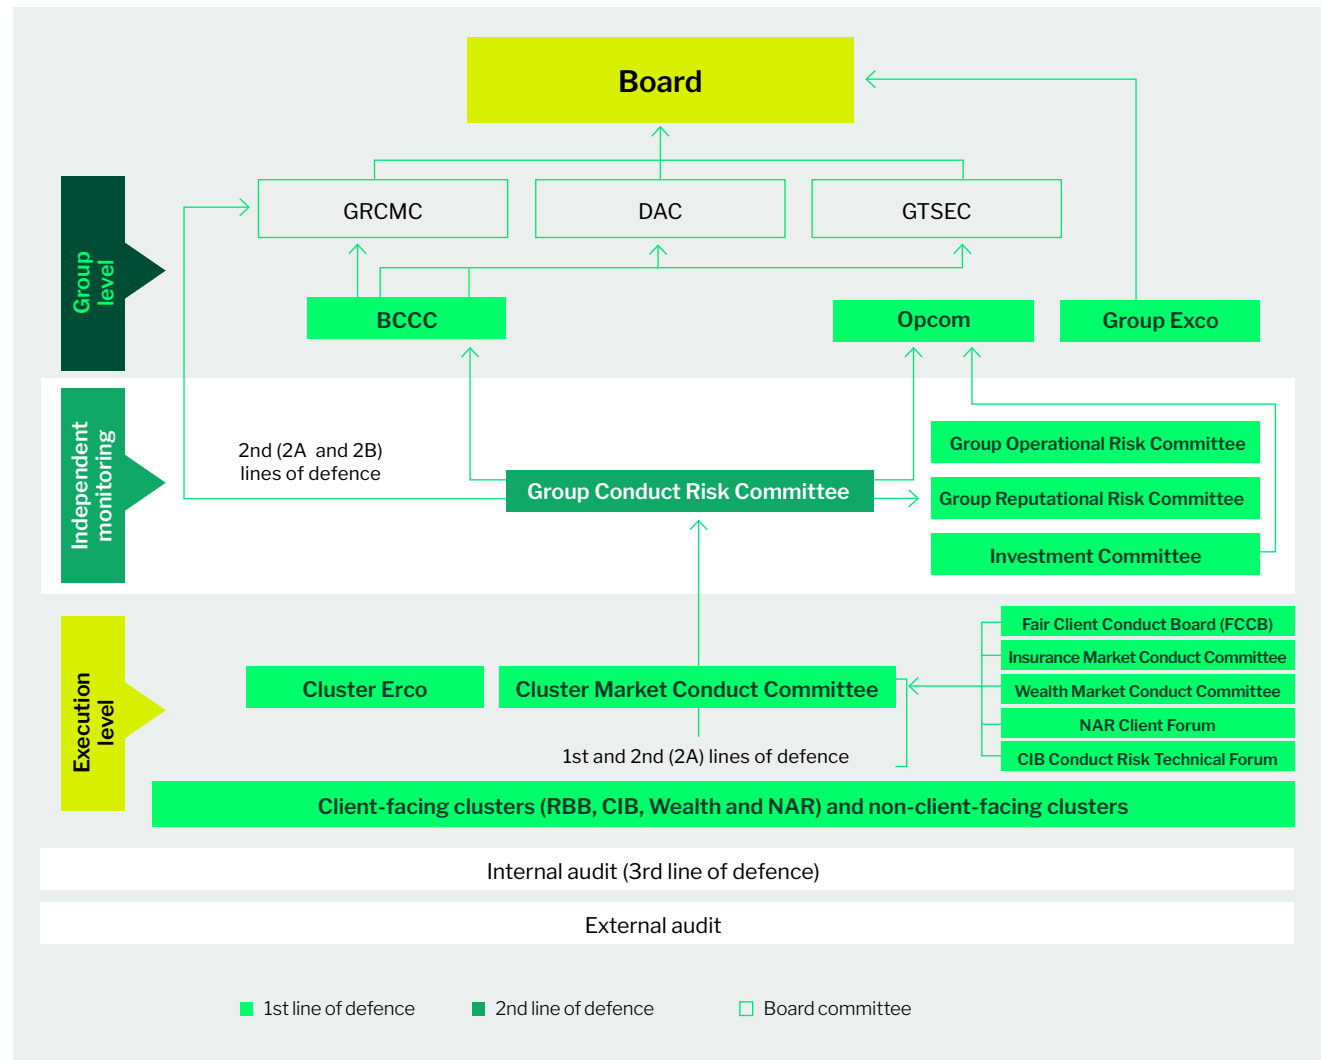 Board
GRCMC
DAC
GTSEC
Group
level
BCCC
Opcom
Group Exco
Independent
monitoring
2nd (2A and 2B)
lines of defence
Group Conduct Risk Committee
Group Operational Risk Committee
Group Reputational Risk Committee
Investment Committee
Execution
level
Cluster Erco
Cluster Market Conduct Committee
1st and 2nd (2A) lines of defence
Fair Client Conduct Board (FCCB)
Insurance Market Conduct Committee
Wealth Market Conduct Committee
NAR Client Forum
CIB Conduct Risk Technical Forum
Client-facing clusters (RBB, CIB, Wealth and NAR) and non-client-facing clusters
Internal audit (3rd line of defence)
External audit
1st line of defence
2nd line of defence
Board committee